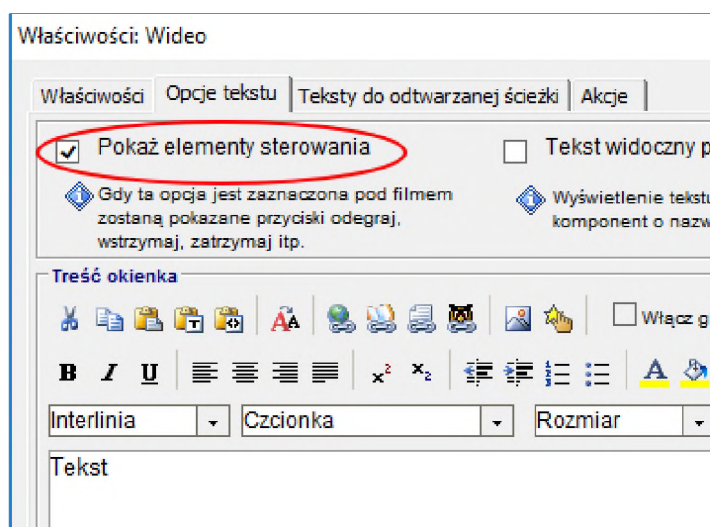 Właściwości: Wideo
Właściwości Opcje tekstu Teksty do odtwarzanej ścieżki Akcje
Pokaż elementy sterowania Tekst widoczny p
Gdy ta opcja jest zaznaczona pod filmem
zostaną pokazane przyciski odegraj,
wstrzymaj, zatrzymaj itp.
Wyświetlenie tekstu
komponent o nazw
Treść okienka
Włącz g
B I U x² x₂ A
Interlinia Czcionka Rozmiar
Tekst